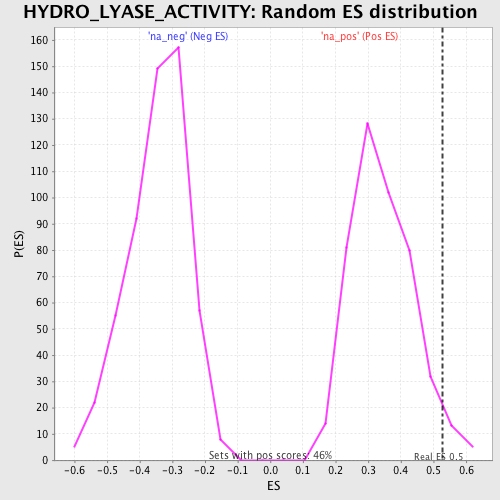 HYDRO_LYASE_ACTIVITY: Random ES distribution
'na_neg' (Neg ES)
'na_pos' (Pos ES)
160
150
140
130
120
110
100
90
80
70
60
50
40
30
20
10
0
P(ES)
Sets with pos scores: 46%
Real ES 0.5
-0.6 -0.5 -0.4 -0.3 -0.2 -0.1 0.0 0.1 0.2 0.3 0.4 0.5 0.6
ES